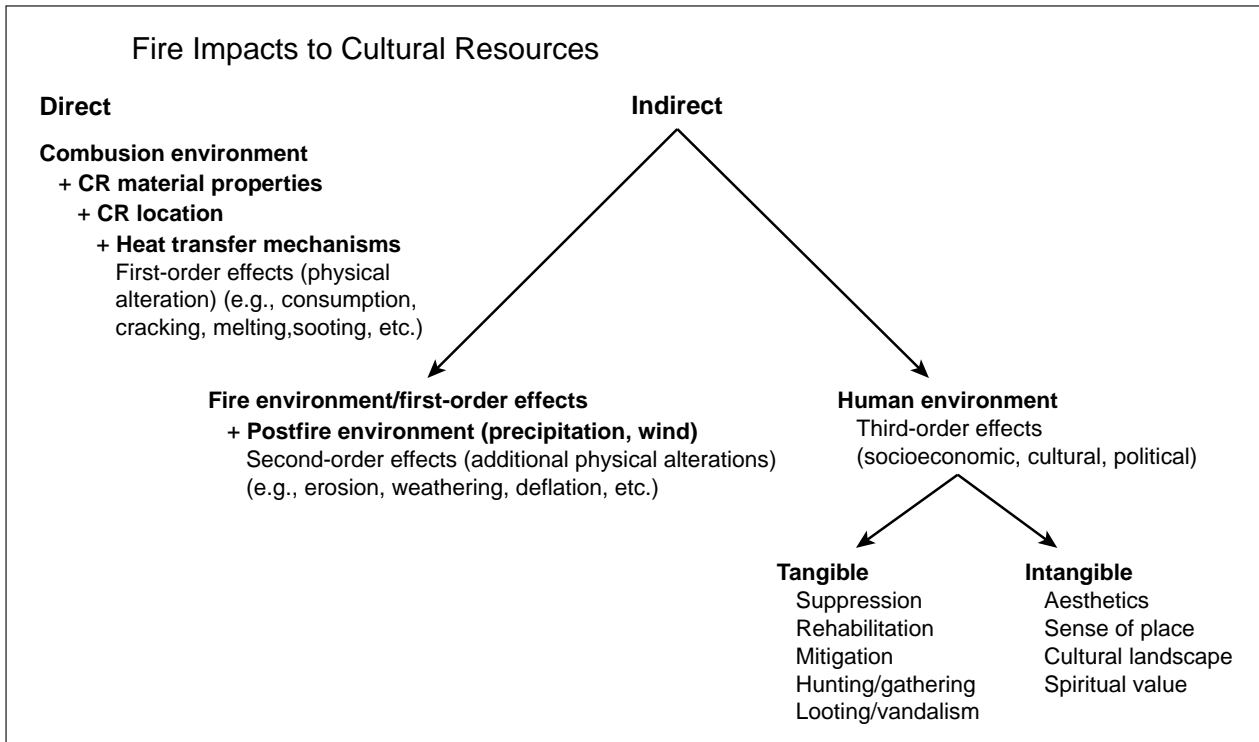 Fire Impacts to Cultural Resources
Direct
Indirect
Combusion environment
+ CR material properties
+ CR location
+ Heat transfer mechanisms
First-order effects (physical
alteration) (e.g., consumption,
cracking, melting,sooting, etc.)
Fire environment/first-order effects
+ Postfire environment (precipitation, wind)
Second-order effects (additional physical alterations)
(e.g., erosion, weathering, deflation, etc.)
Human environment
Third-order effects
(socioeconomic, cultural, political)
Tangible
Suppression
Rehabilitation
Mitigation
Hunting/gathering
Looting/vandalism
Intangible
Aesthetics
Sense of place
Cultural landscape
Spiritual value